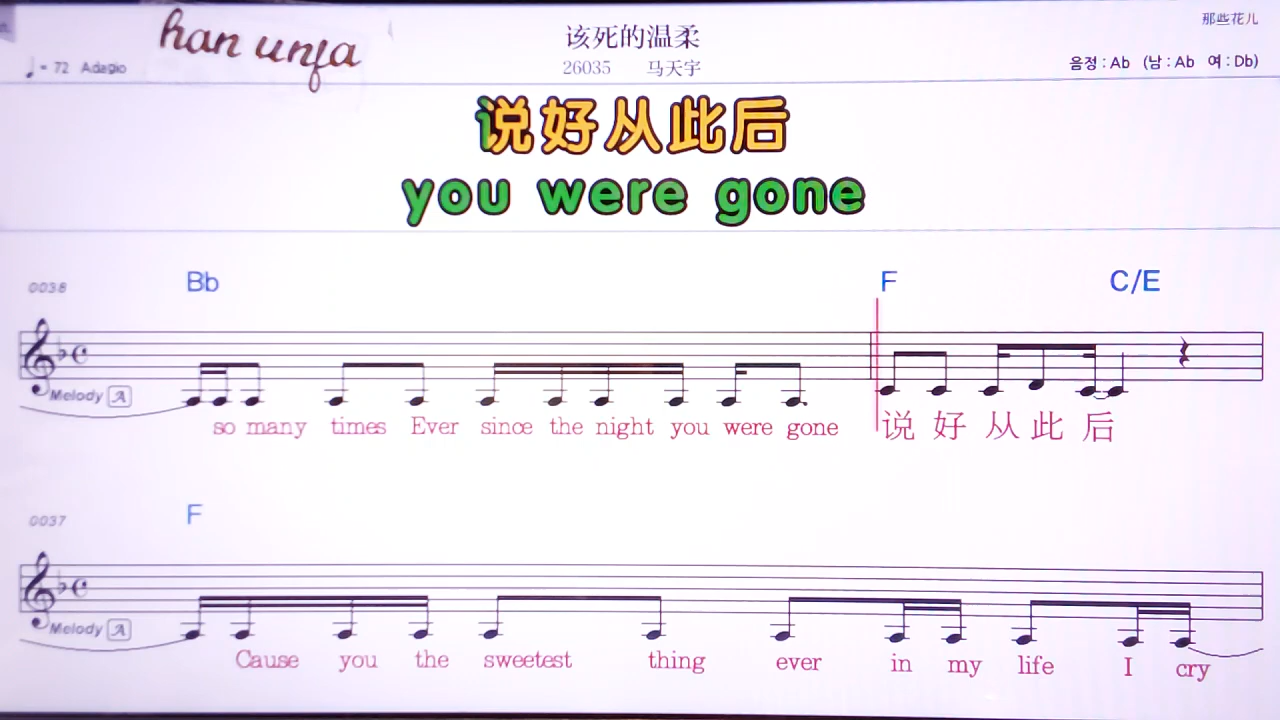 那些花儿
han unfa
该死的温柔
♩= 72 Adagio
26035 马天宇
음정 : Ab (남 : Ab 여 : Db)
说好从此后
you were gone
Bb F C/E
0038
Melody A
so many times Ever since the night you were gone 说 好 从 此 后
F
0037
Melody A
Cause you the sweetest thing ever in my life I cry